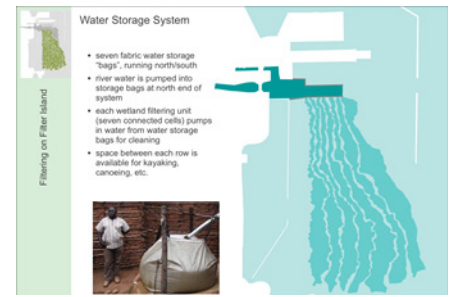 Water Storage System
• seven fabric water storage
"bags", running north/south
• river water is pumped into
storage bags at north end of
system
• each wetland filtering unit
(seven connected cells) pumps
in water from water storage
bags for cleaning
• space between each row is
available for kayaking,
canoeing, etc.
Filtering on Filter Island